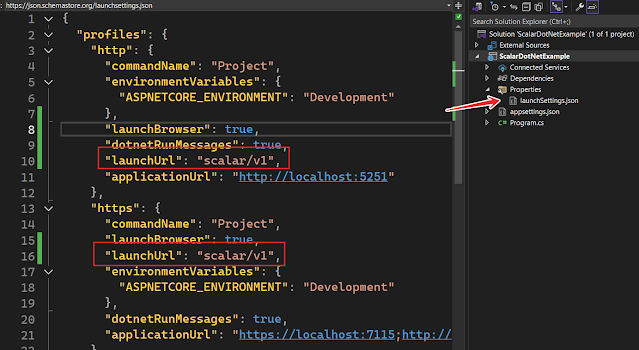 https://json.schemastore.org/launchsettings.json
1 {
2 "profiles": {
3 "http": {
4 "commandName": "Project",
5 "environmentVariables": {
6 "ASPNETCORE_ENVIRONMENT": "Development"
7 },
8 "launchBrowser": true,
9 "dotnetRunMessages": true,
10 "launchUrl": "scalar/v1",
11 "applicationUrl": "http://localhost:5251"
12 },
13 "https": {
14 "commandName": "Project",
15 "launchBrowser": true,
16 "launchUrl": "scalar/v1",
17 "environmentVariables": {
18 "ASPNETCORE_ENVIRONMENT": "Development"
19 },
20 "dotnetRunMessages": true,
21 "applicationUrl": "https://localhost:7115;http://
22 },
Search Solution Explorer (Ctrl+;)
Solution 'ScalarDotNetExample' (1 of 1 project)
External Sources
ScalarDotNetExample
Connected Services
Dependencies
Properties
launchSettings.json
appsettings.json
C# Program.cs